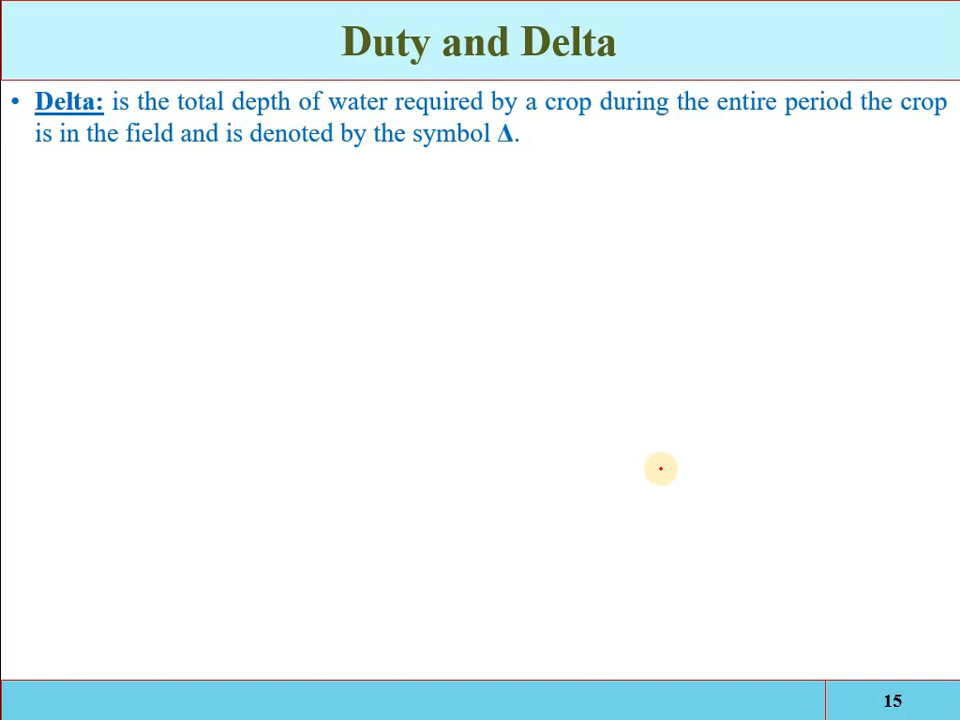 Duty and Delta
• Delta: is the total depth of water required by a crop during the entire period the crop
is in the field and is denoted by the symbol Δ.
15